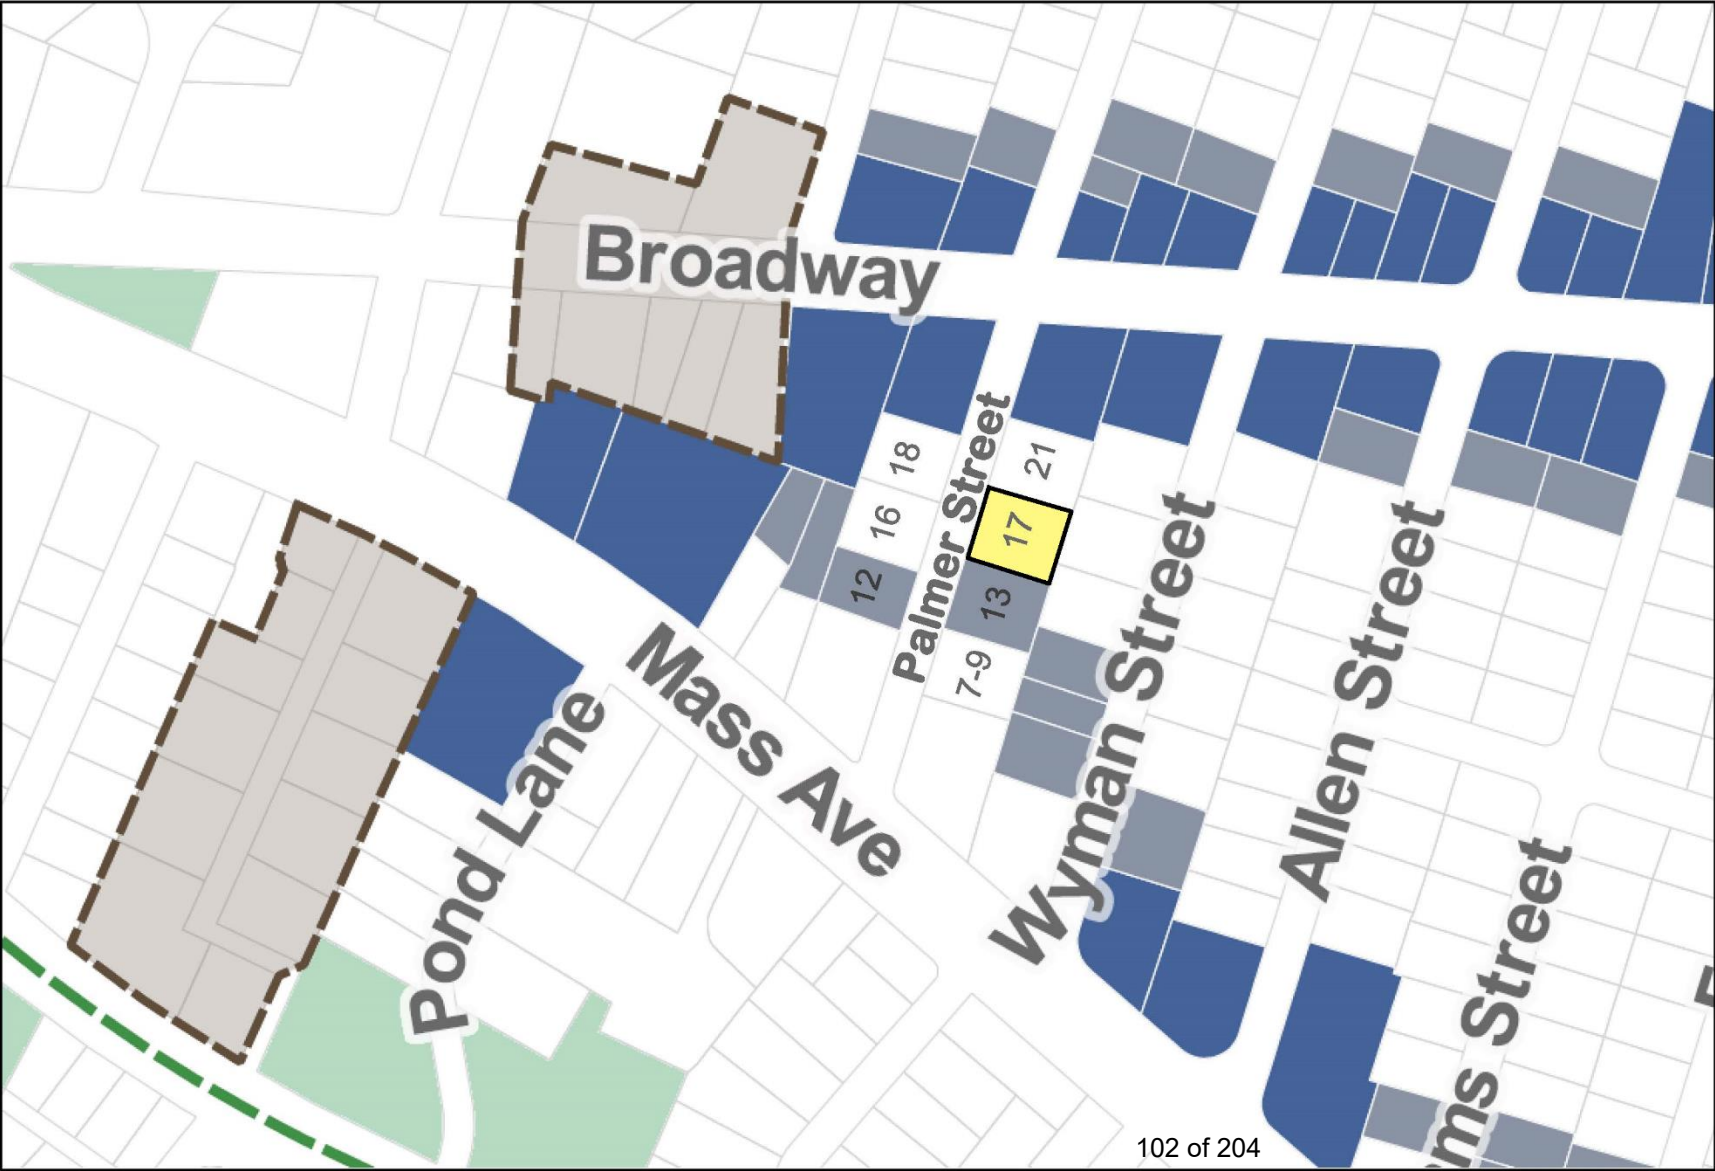 Broadway
18
21
16
17
12
13
7-9
Palmer Street
Mass Ave
Pond Lane
Wyman Street
Allen Street
ms Street
102 of 204